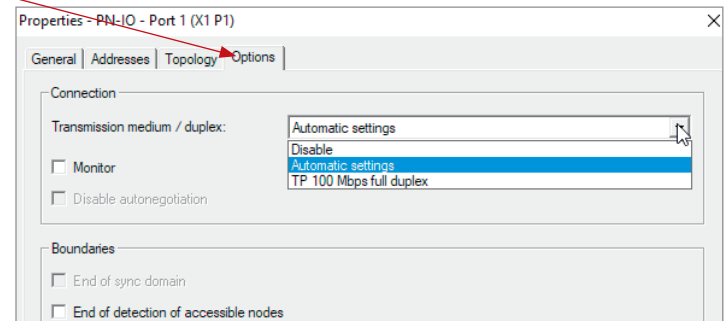 Properties - PN-IO - Port 1 (X1 P1)
General Addresses Topology Options
Connection
Transmission medium / duplex: Automatic settings
Disable
Monitor Automatic settings
TP 100 Mbps full duplex
Disable autonegotiation
Boundaries
End of sync domain
End of detection of accessible nodes